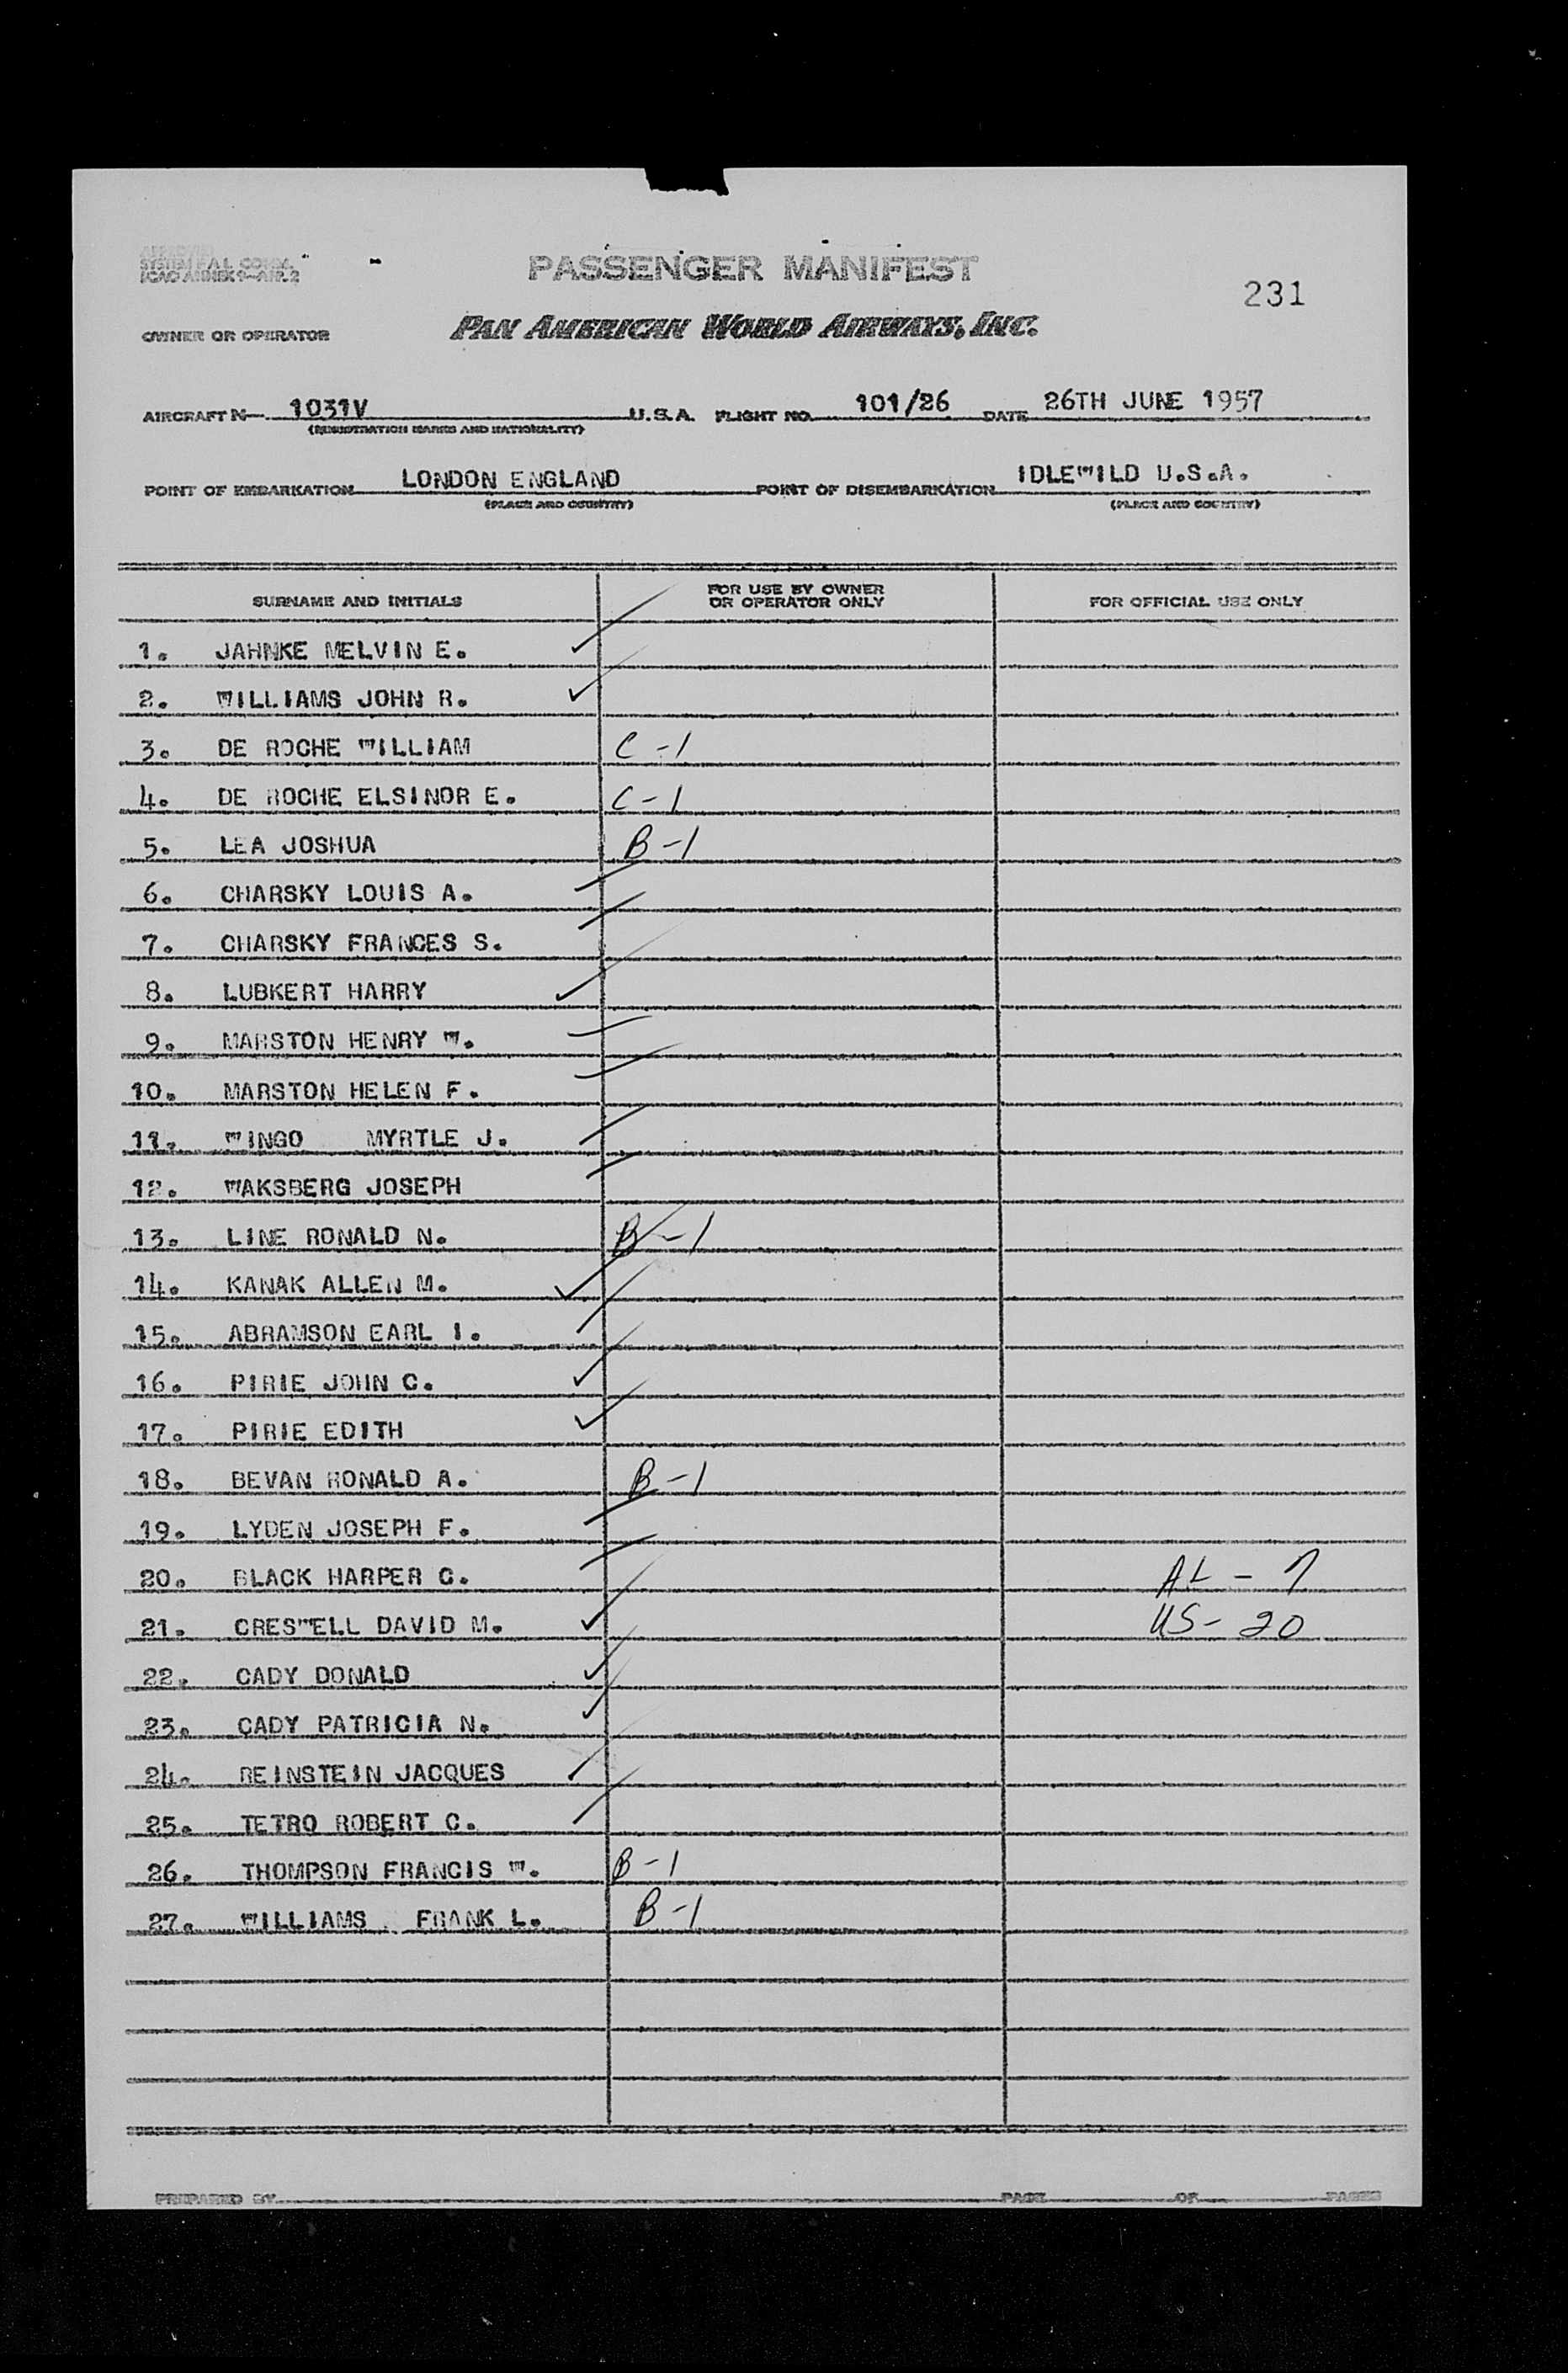 SYSTEM F.A.L. CONV.
ICAO ANNEX 9—APP. 2
PASSENGER MANIFEST
231
OWNER OR OPERATOR PAN AMERICAN WORLD AIRWAYS, INC.
AIRCRAFT N— 1031V U.S.A. FLIGHT NO. 101/26 DATE 26TH JUNE 1957
(REGISTRATION MARKS AND NATIONALITY)
POINT OF EMBARKATION LONDON ENGLAND POINT OF DISEMBARKATION IDLEWILD U.S.A.
(PLACE AND COUNTRY) (PLACE AND COUNTRY)
SURNAME AND INITIALS FOR USE BY OWNER OR OPERATOR ONLY FOR OFFICIAL USE ONLY
1. JAHNKE MELVIN E. ✓
2. WILLIAMS JOHN R. ✓
3. DE ROCHE WILLIAM C-1
4. DE ROCHE ELSINOR E. C-1
5. LEA JOSHUA B-1
6. CHARSKY LOUIS A.
7. CHARSKY FRANCES S.
8. LUBKERT HARRY ✓
9. MARSTON HENRY W.
10. MARSTON HELEN F.
11. WINGO MYRTLE J.
12. WAKSBERG JOSEPH
13. LINE RONALD N. B-1
14. KANAK ALLEN M. ✓
15. ABRAMSON EARL I.
16. PIRIE JOHN C. ✓
17. PIRIE EDITH ✓
18. BEVAN RONALD A. B-1
19. LYDEN JOSEPH F.
20. BLACK HARPER C. AL - 7
21. CRESWELL DAVID M. ✓ US- 20
22. CADY DONALD ✓
23. CADY PATRICIA N. ✓
24. REINSTEIN JACQUES
25. TETRO ROBERT C.
26. THOMPSON FRANCIS W. B-1
27. WILLIAMS FRANK L. B-1
PREPARED BY PAGE OF PAGES